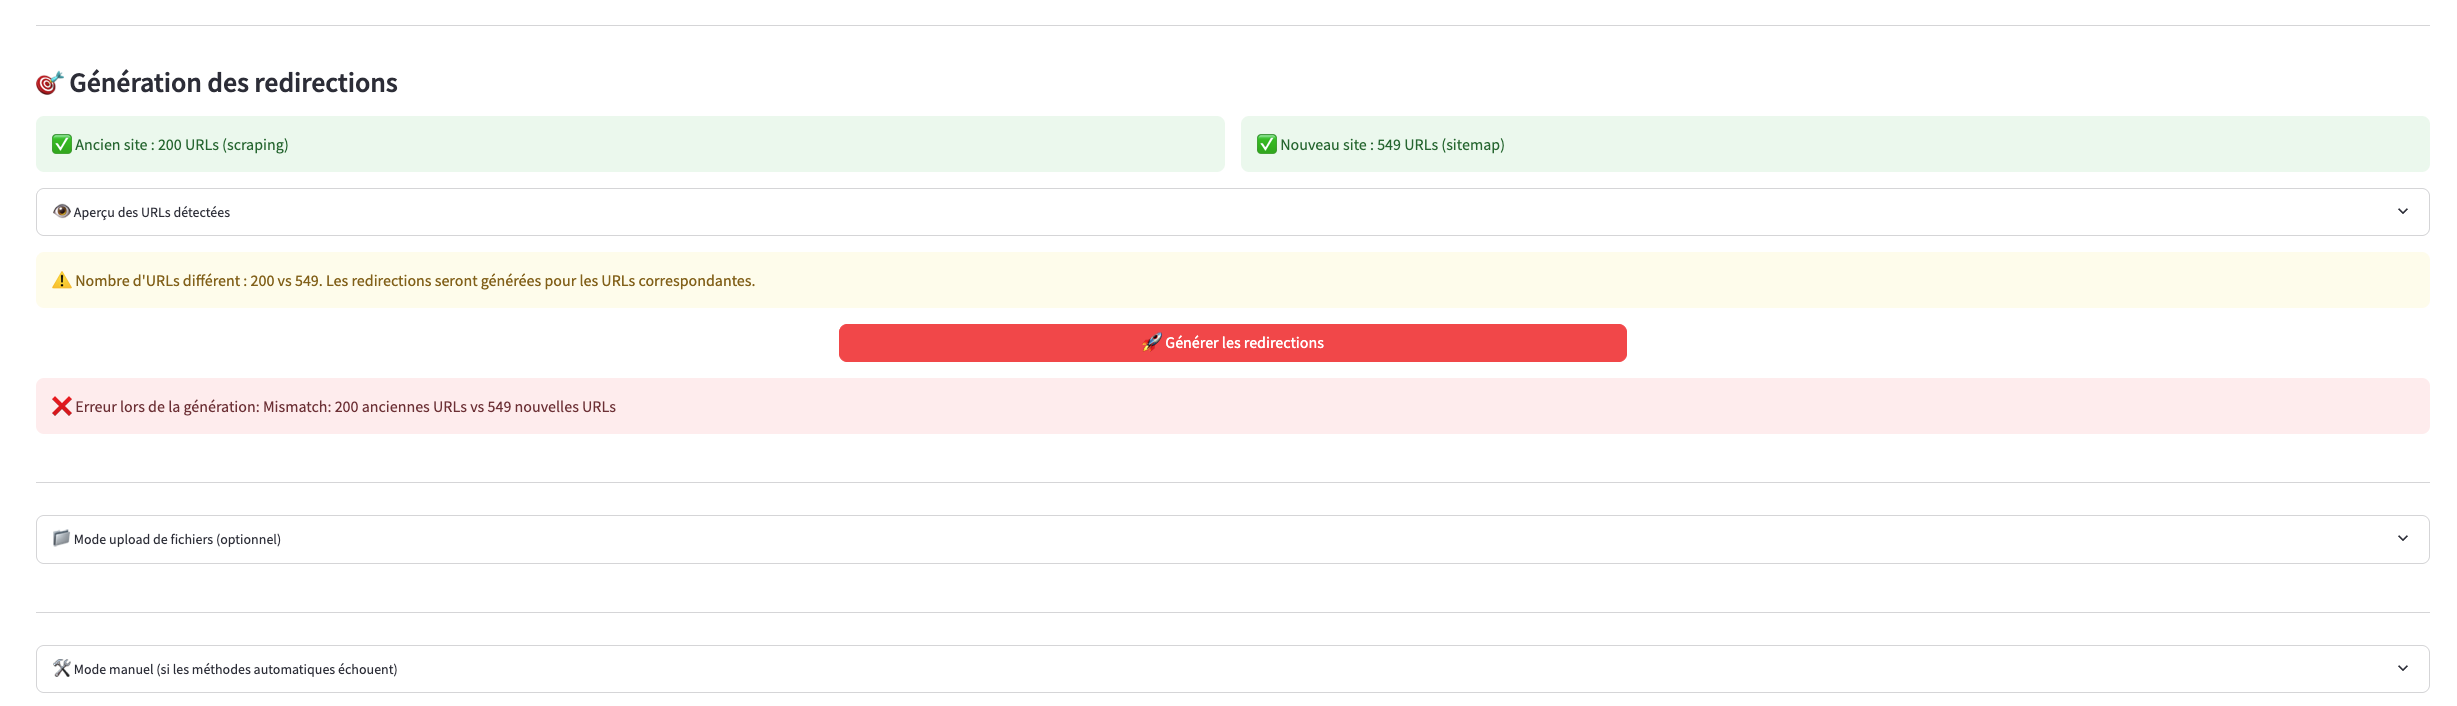 🎯 Génération des redirections
✅ Ancien site : 200 URLs (scraping)
✅ Nouveau site : 549 URLs (sitemap)
👁️ Aperçu des URLs détectées
⚠️ Nombre d'URLs différent : 200 vs 549. Les redirections seront générées pour les URLs correspondantes.
🚀 Générer les redirections
❌ Erreur lors de la génération: Mismatch: 200 anciennes URLs vs 549 nouvelles URLs
📁 Mode upload de fichiers (optionnel)
🛠️ Mode manuel (si les méthodes automatiques échouent)